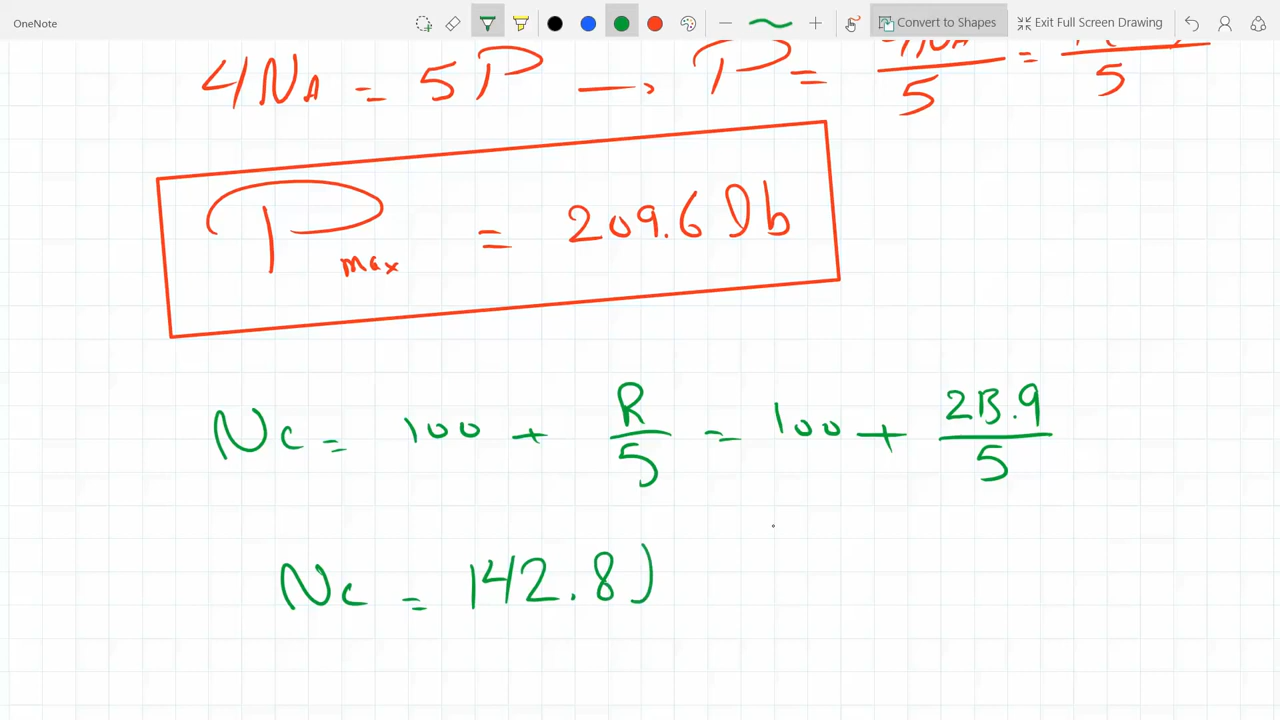 OneNote
Convert to Shapes
Exit Full Screen Drawing
4NA = 5P → P = 4NA/5 = /5
Pmax = 209.6 lb
Nc = 100 + R/5 = 100 + 213.9/5
Nc = 142.8